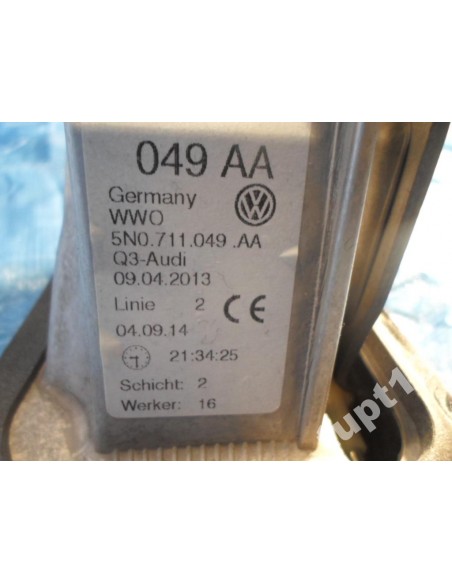 049 AA
Germany
WWO
5N0.711.049 .AA
Q3-Audi
09.04.2013
Linie 2 CE
04.09.14
21:34:25
Schicht: 2
Werker: 16
upt1